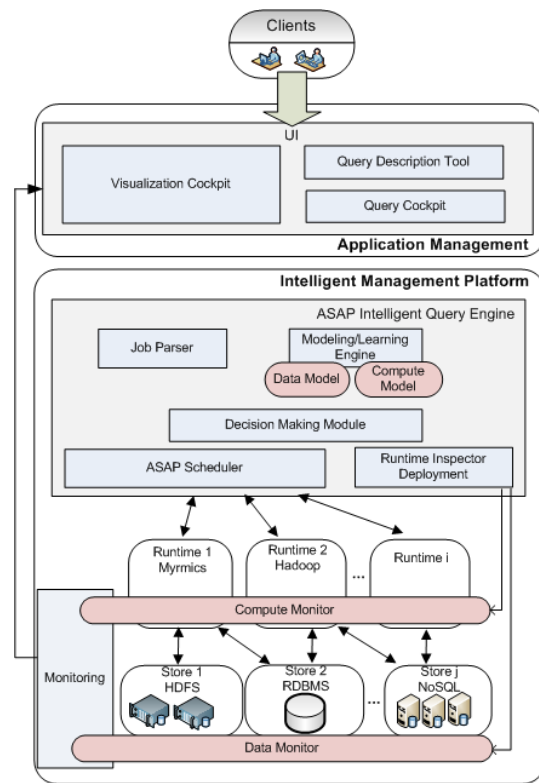 Clients
UI
Visualization Cockpit
Query Description Tool
Query Cockpit
Application Management
Intelligent Management Platform
ASAP Intelligent Query Engine
Job Parser
Modeling/Learning
Engine
Data Model
Compute
Model
Decision Making Module
ASAP Scheduler
Runtime Inspector
Deployment
Runtime 1
Myrmics
Runtime 2
Hadoop
...
Runtime i
Compute Monitor
Monitoring
Store 1
HDFS
Store 2
RDBMS
...
Store j
NoSQL
Data Monitor